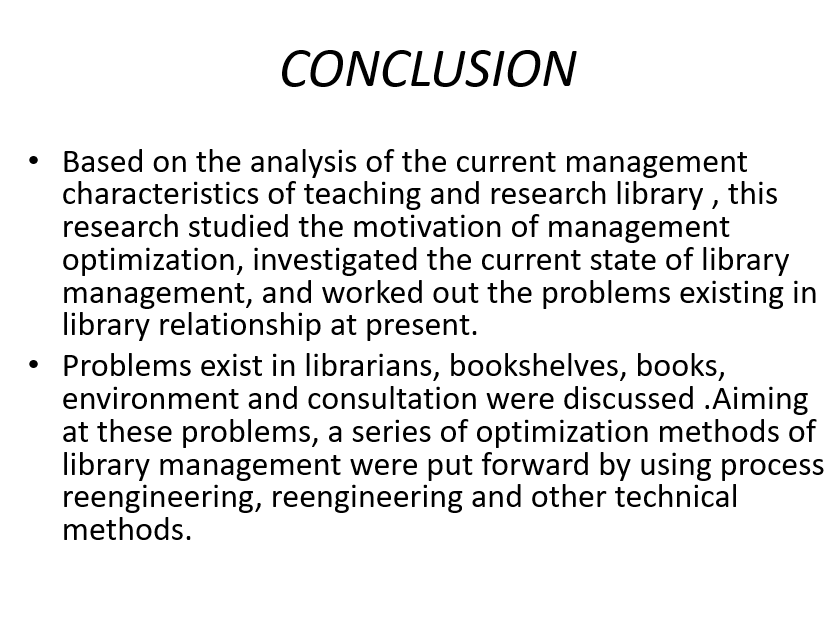 CONCLUSION
• Based on the analysis of the current management
characteristics of teaching and research library , this
research studied the motivation of management
optimization, investigated the current state of library
management, and worked out the problems existing in
library relationship at present.
• Problems exist in librarians, bookshelves, books,
environment and consultation were discussed .Aiming
at these problems, a series of optimization methods of
library management were put forward by using process
reengineering, reengineering and other technical
methods.